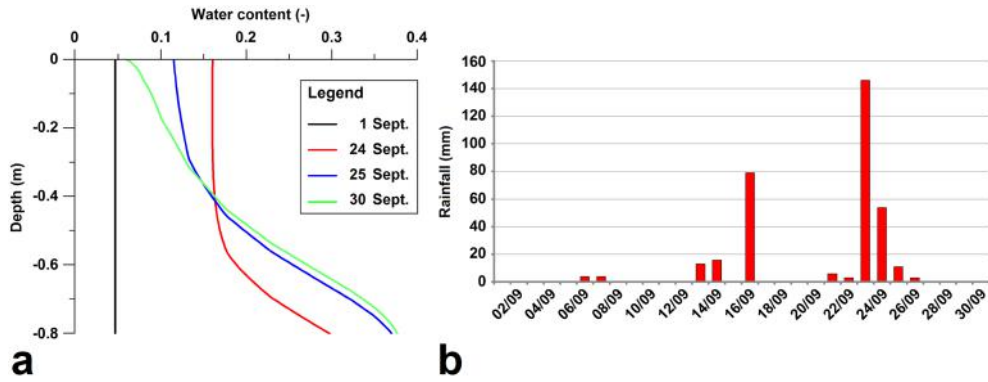 Water content (-)
0 0.1 0.2 0.3 0.4
0
-0.2
-0.4
-0.6
-0.8
Depth (m)
Legend
1 Sept.
24 Sept.
25 Sept.
30 Sept.
a
160
140
120
100
80
60
40
20
0
Rainfall (mm)
02/09 04/09 06/09 08/09 10/09 12/09 14/09 16/09 18/09 20/09 22/09 24/09 26/09 28/09 30/09
b